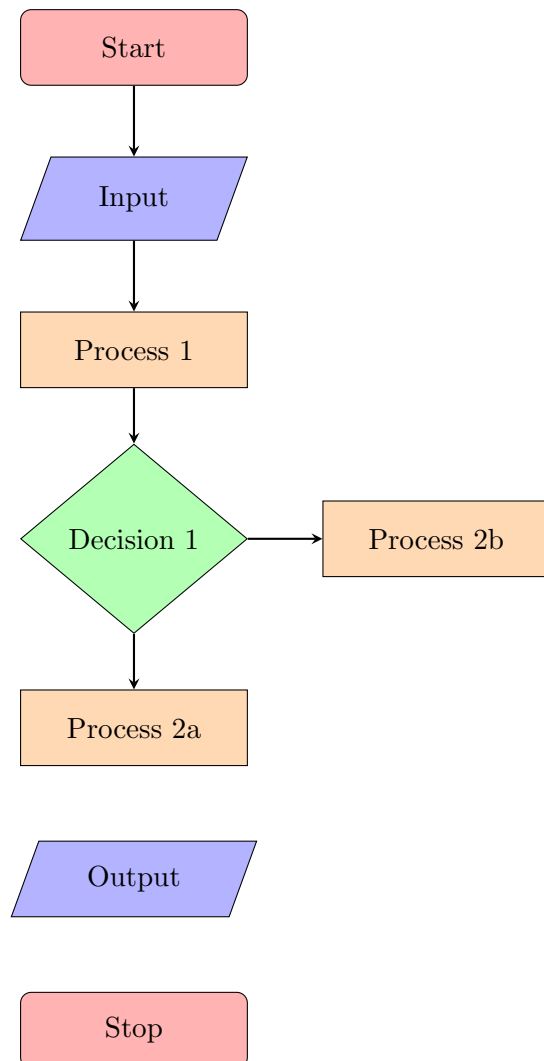 Start
Input
Process 1
Decision 1
Process 2b
Process 2a
Output
Stop